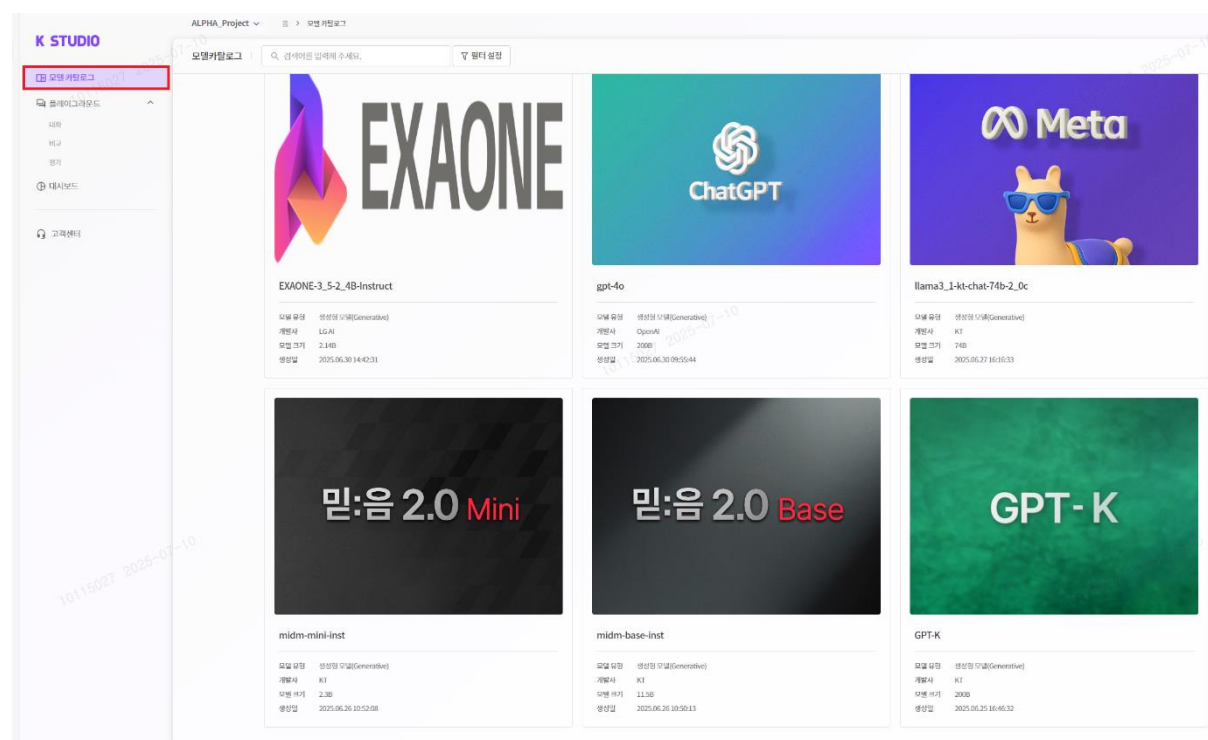 ALPHA_Project
모델 카탈로그
K STUDIO
모델카탈로그
검색어를 입력해 주세요.
필터 설정
모델 카탈로그
플레이그라운드
대화
비교
평가
대시보드
고객센터
EXAONE
ChatGPT
Meta
EXAONE-3_5-2_4B-Instruct
모델 유형 생성형 모델(Generative)
개발사 LG AI
모델 크기 2.14B
생성일 2025.06.30 14:42:31
gpt-4o
모델 유형 생성형 모델(Generative)
개발사 OpenAI
모델 크기 200B
생성일 2025.06.30 09:55:44
llama3_1-kt-chat-74b-2_0c
모델 유형 생성형 모델(Generative)
개발사 KT
모델 크기 74B
생성일 2025.06.27 16:16:33
믿:음 2.0 Mini
믿:음 2.0 Base
GPT-K
midm-mini-inst
모델 유형 생성형 모델(Generative)
개발사 KT
모델 크기 2.3B
생성일 2025.06.26 10:52:08
midm-base-inst
모델 유형 생성형 모델(Generative)
개발사 KT
모델 크기 11.5B
생성일 2025.06.26 10:50:13
GPT-K
모델 유형 생성형 모델(Generative)
개발사 KT
모델 크기 200B
생성일 2025.06.25 16:46:32
10115027 2025-07-10
10115027 2025-07-10
10115027 2025-07-10